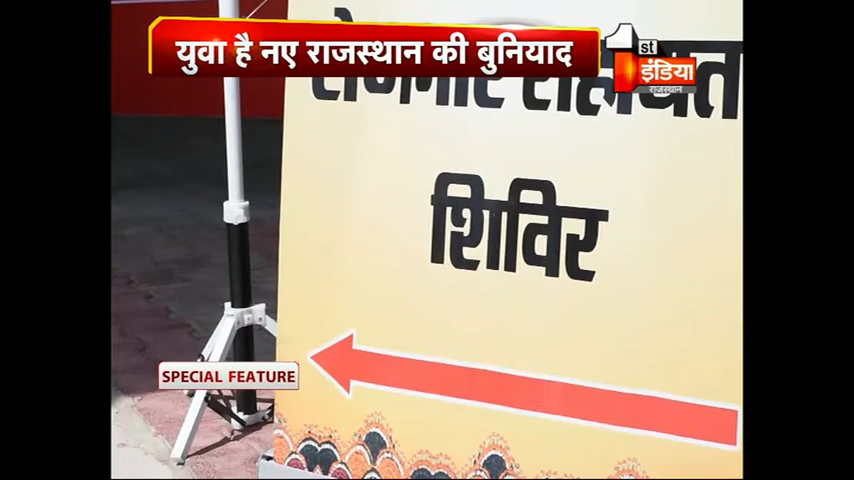 युवा है नए राजस्थान की बुनियाद
1st
इंडिया
राजस्थान
शिविर
SPECIAL FEATURE